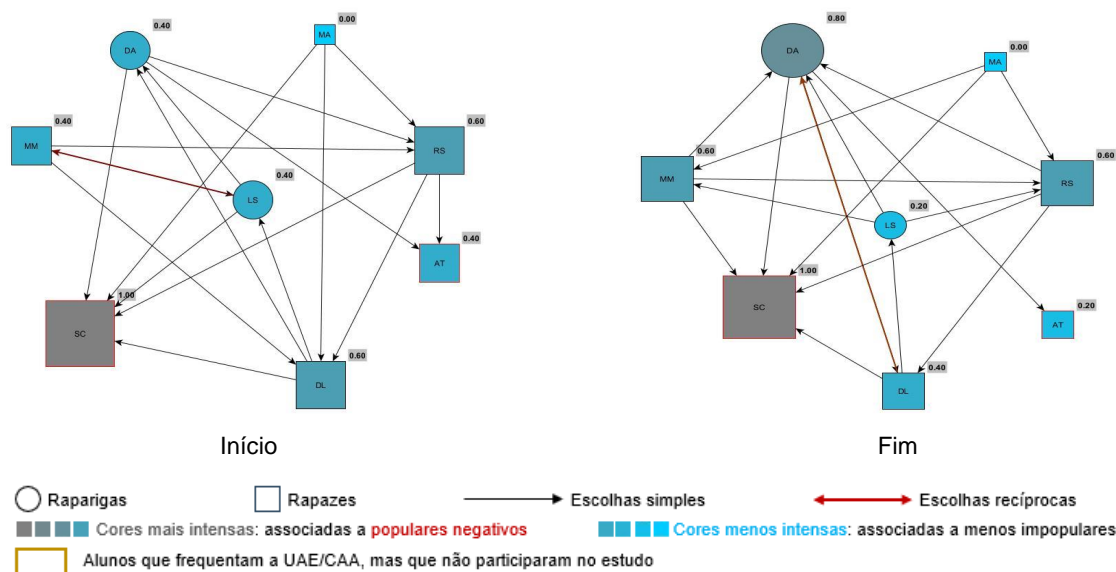 0.40
0.00
DA
MA
0.40
0.60
MM
RS
0.40
LS
0.40
AT
1.00
SC
0.60
DL
Início
0.80
DA
0.00
MA
0.60
0.60
MM
RS
0.20
LS
1.00
SC
0.20
AT
0.40
DL
Fim
Raparigas
Rapazes
Escolhas simples
Escolhas recíprocas
Cores mais intensas: associadas a populares negativos
Cores menos intensas: associadas a menos impopulares
Alunos que frequentam a UAE/CAA, mas que não participaram no estudo